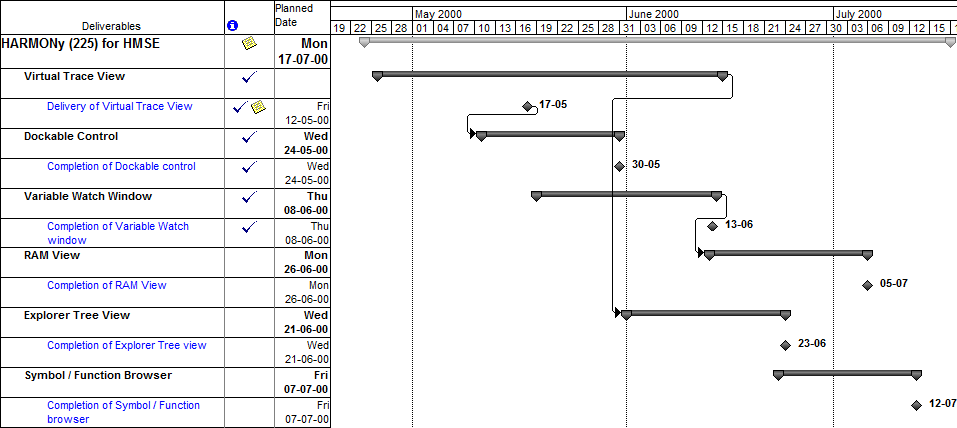 Deliverables
Planned
Date
May 2000
June 2000
July 2000
19 22 25 28 01 04 07 10 13 16 19 22 25 28 31 03 06 09 12 15 18 21 24 27 30 03 06 09 12 15
HARMONy (225) for HMSE
Mon
17-07-00
Virtual Trace View
Delivery of Virtual Trace View
Fri
12-05-00
17-05
Dockable Control
Wed
24-05-00
Completion of Dockable control
Wed
24-05-00
30-05
Variable Watch Window
Thu
08-06-00
Completion of Variable Watch
window
Thu
08-06-00
13-06
RAM View
Mon
26-06-00
Completion of RAM View
Mon
26-06-00
05-07
Explorer Tree View
Wed
21-06-00
Completion of Explorer Tree view
Wed
21-06-00
23-06
Symbol / Function Browser
Fri
07-07-00
Completion of Symbol / Function
browser
Fri
07-07-00
12-07